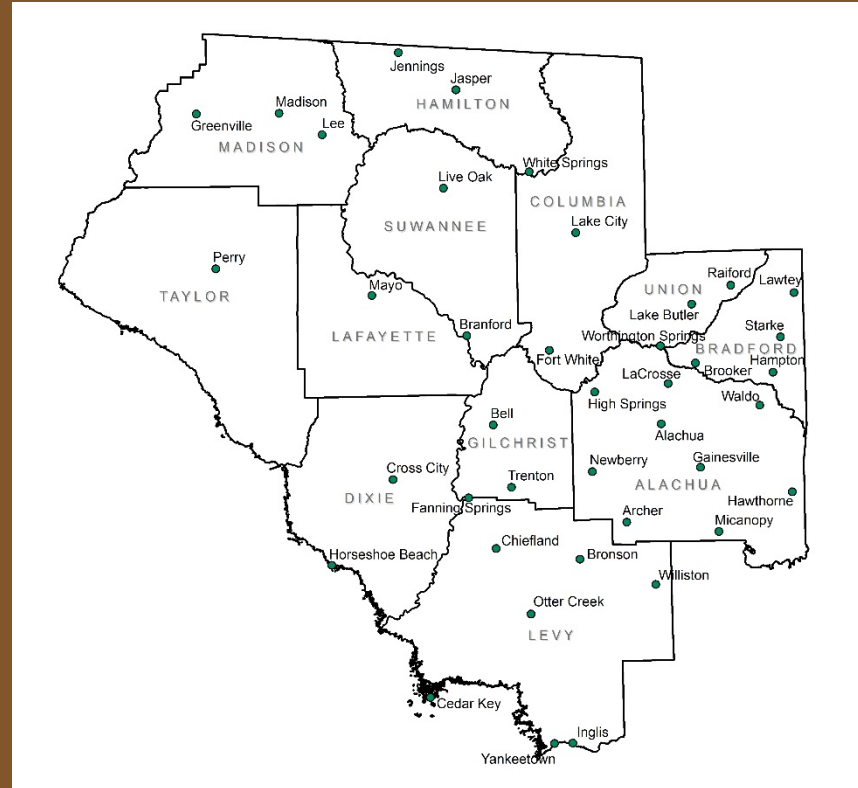 Jennings
Jasper
HAMILTON
Madison
Greenville
Lee
MADISON
White Springs
Live Oak
COLUMBIA
SUWANNEE
Lake City
Perry
TAYLOR
Mayo
LAFAYETTE
Branford
UNION
Raiford
Lawtey
Lake Butler
Starke
Worthington Springs
BRADFORD
Fort White
Hampton
LaCrosse
Brooker
High Springs
Waldo
Bell
Alachua
GILCHRIST
Newberry
Gainesville
Cross City
Trenton
ALACHUA
DIXIE
Fanning Springs
Hawthorne
Archer
Micanopy
Chiefland
Bronson
Horseshoe Beach
Williston
Otter Creek
LEVY
Cedar Key
Inglis
Yankeetown